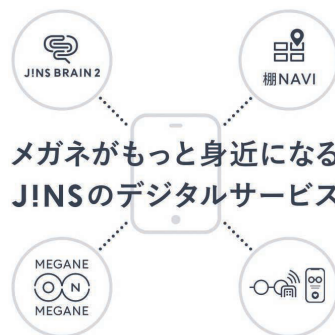 J!NS BRAIN 2
棚NAVI
メガネがもっと身近になる
J!NSのデジタルサービス
MEGANE
ON
MEGANE